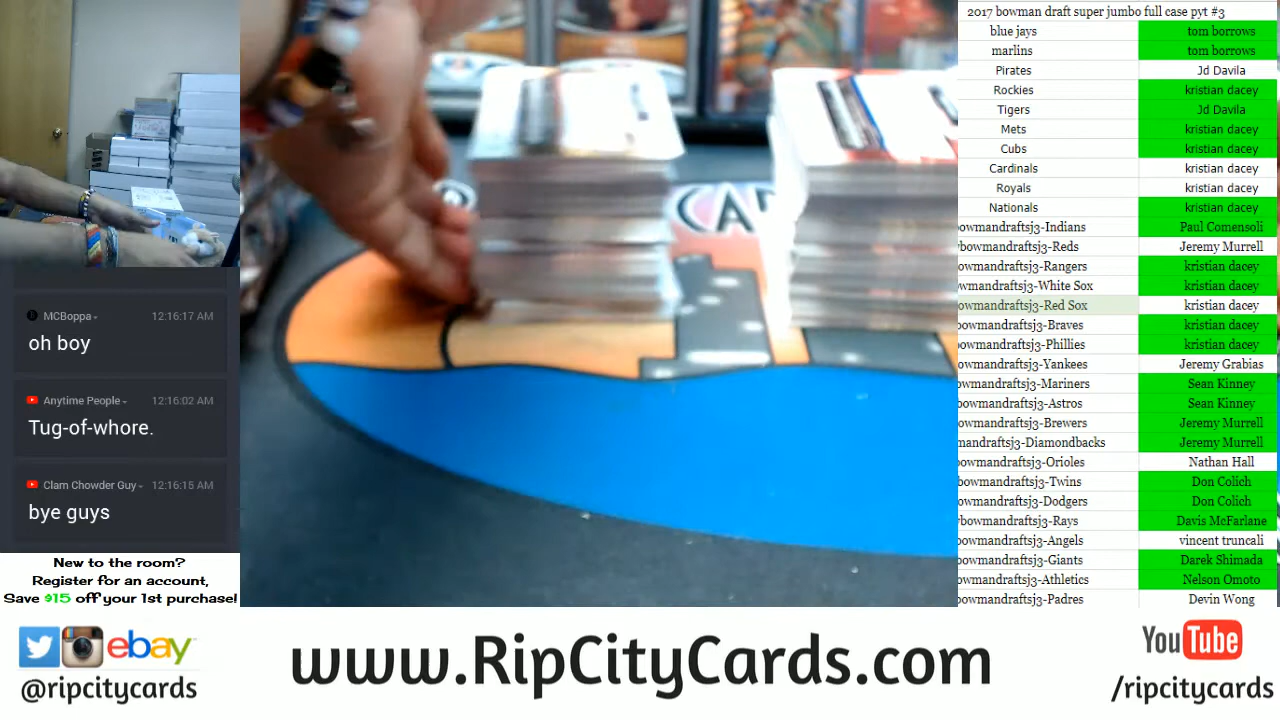 MCBoppa 12:16:17 AM
oh boy
Anytime People 12:16:02 AM
Tug-of-whore.
Clam Chowder Guy 12:16:15 AM
bye guys
New to the room?
Register for an account,
Save $15 off your 1st purchase!
CAR
2017 bowman draft super jumbo full case pyt #3
blue jays tom borrows
marlins tom borrows
Pirates Jd Davila
Rockies kristian dacey
Tigers Jd Davila
Mets kristian dacey
Cubs kristian dacey
Cardinals kristian dacey
Royals kristian dacey
Nationals kristian dacey
bowmandraftsj3-Indians Paul Comensoli
bowmandraftsj3-Reds Jeremy Murrell
owmandraftsj3-Rangers kristian dacey
owmandraftsj3-White Sox kristian dacey
owmandraftsj3-Red Sox kristian dacey
owmandraftsj3-Braves kristian dacey
owmandraftsj3-Phillies kristian dacey
owmandraftsj3-Yankees Jeremy Grabias
owmandraftsj3-Mariners Sean Kinney
owmandraftsj3-Astros Sean Kinney
owmandraftsj3-Brewers Jeremy Murrell
mandraftsj3-Diamondbacks Jeremy Murrell
bowmandraftsj3-Orioles Nathan Hall
bowmandraftsj3-Twins Don Colich
owmandraftsj3-Dodgers Don Colich
bowmandraftsj3-Rays Davis McFarlane
bowmandraftsj3-Angels vincent truncali
bowmandraftsj3-Giants Darek Shimada
owmandraftsj3-Athletics Nelson Omoto
bowmandraftsj3-Padres Devin Wong
ebay
@ripcitycards
www.RipCityCards.com
YouTube
/ripcitycards